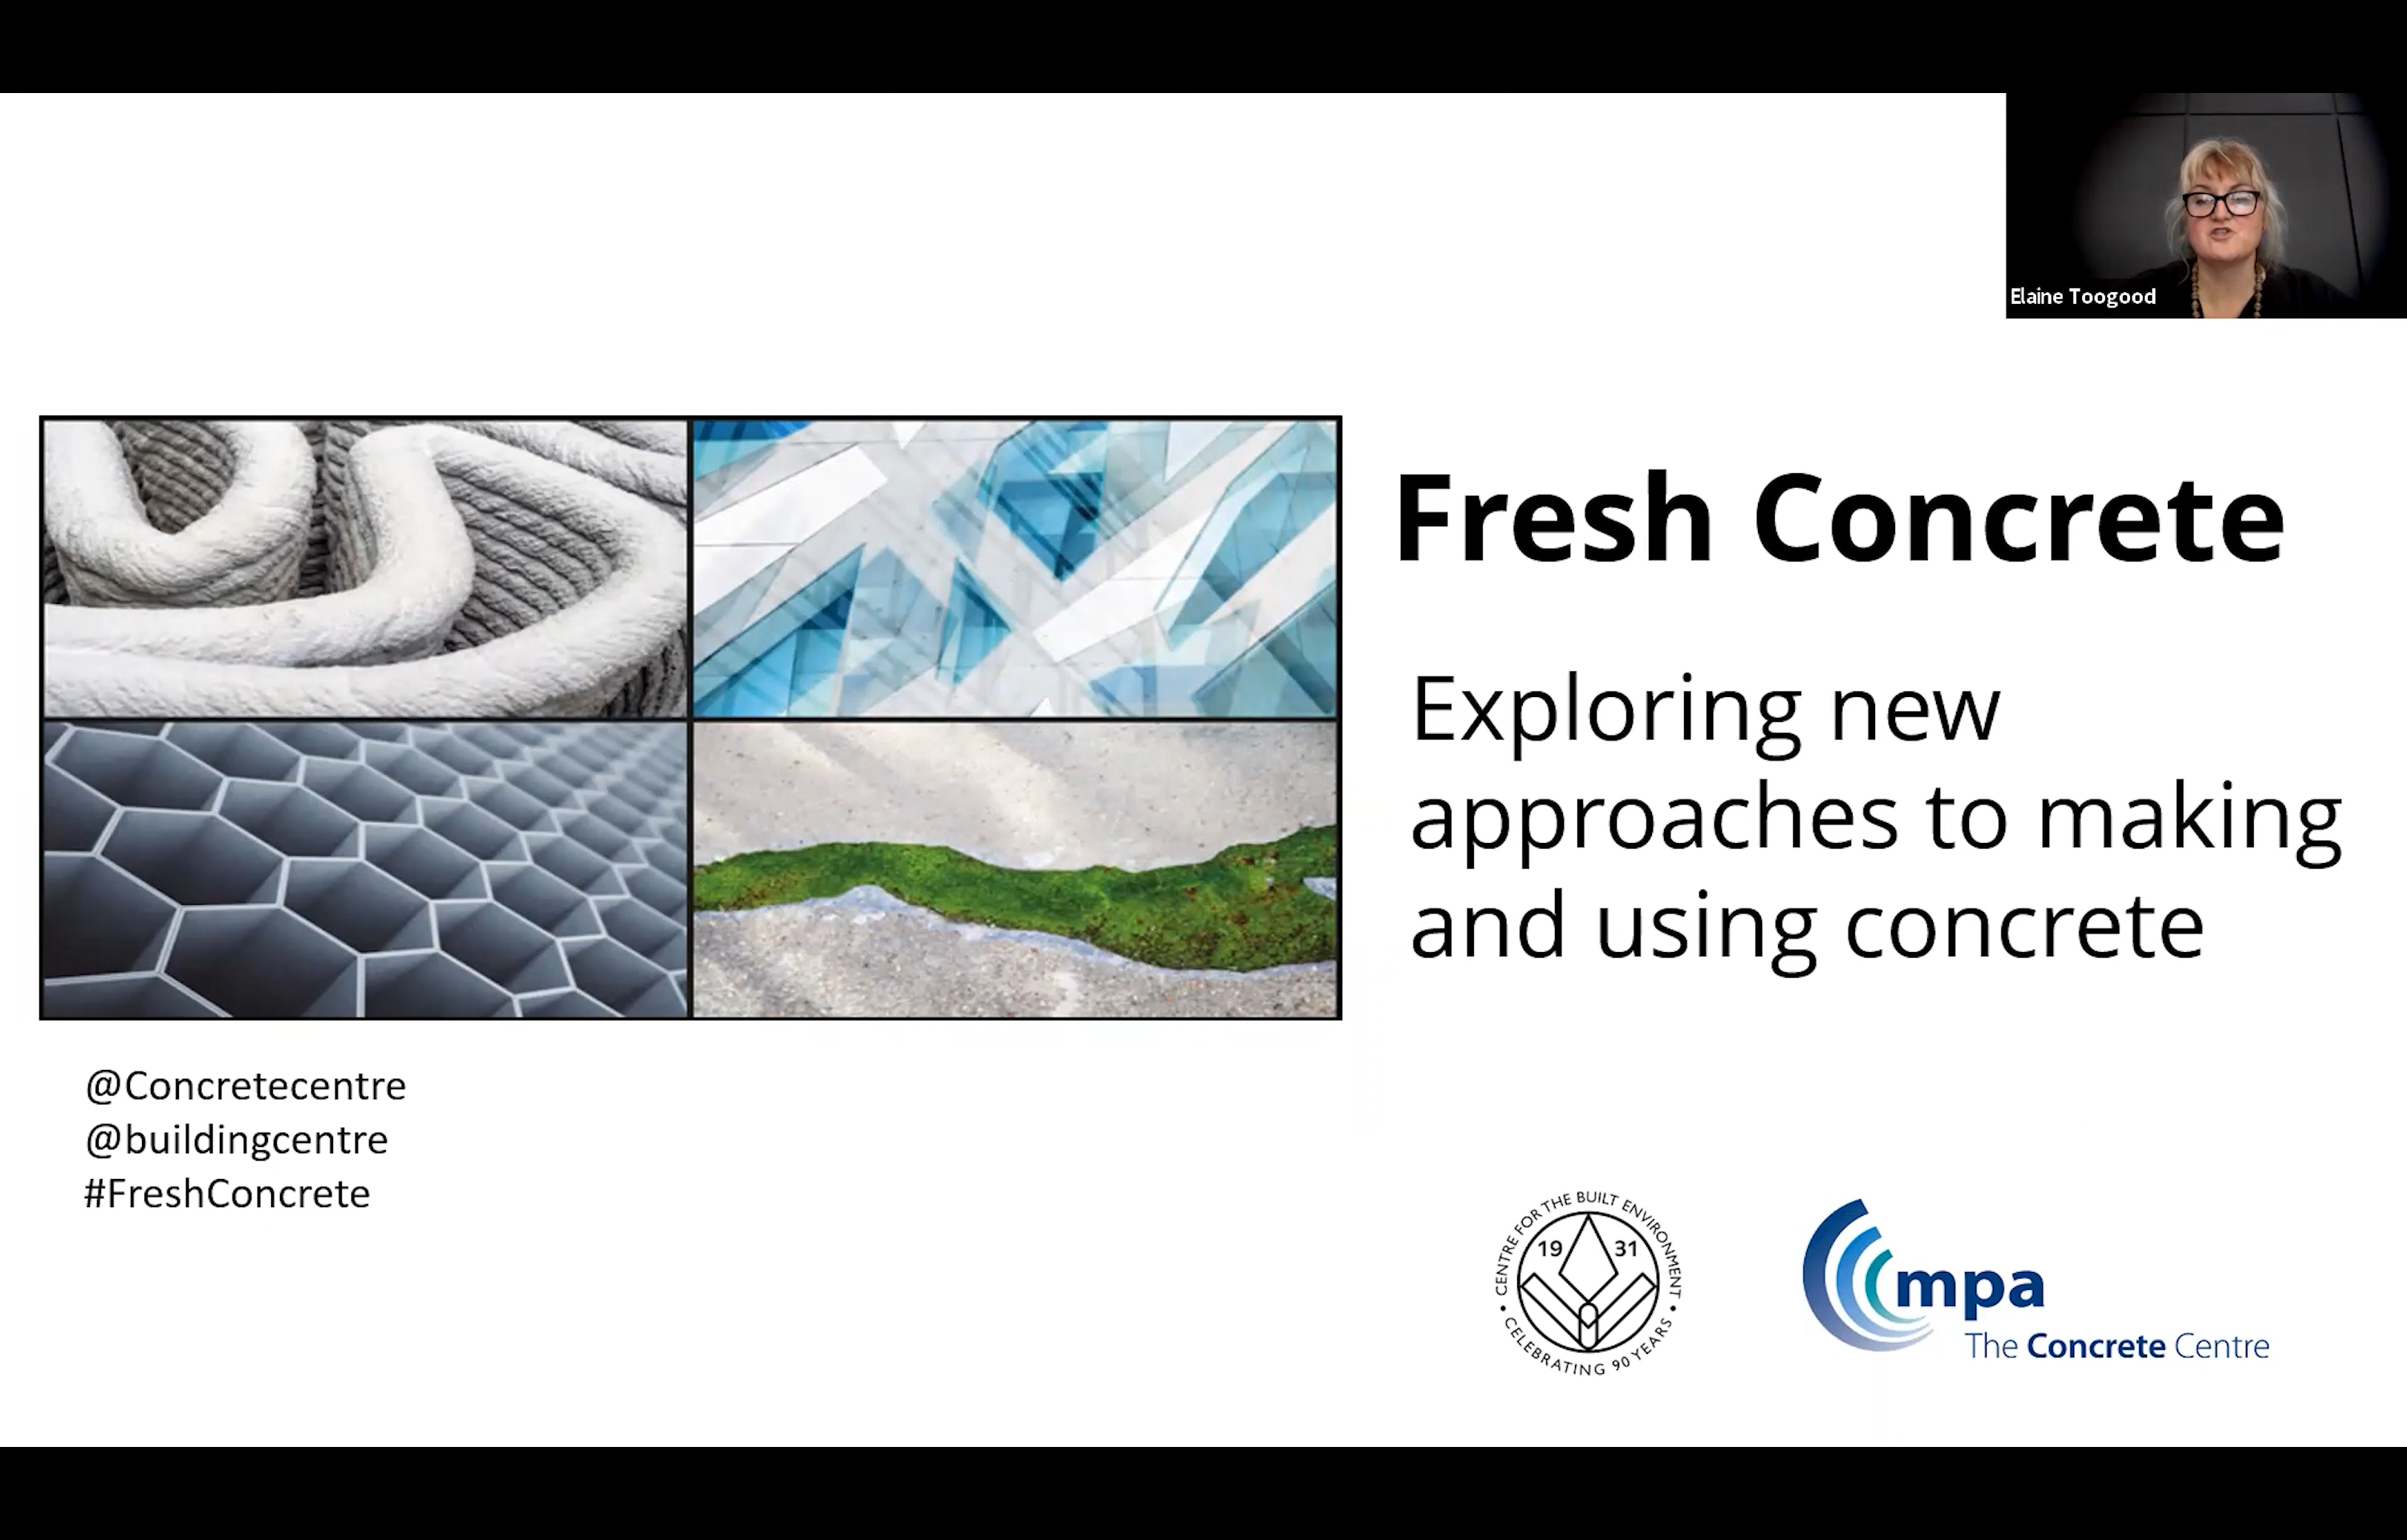 Elaine Toogood
Fresh Concrete
Exploring new
approaches to making
and using concrete
@Concretecentre
@buildingcentre
#FreshConcrete
CENTRE FOR THE BUILT ENVIRONMENT
19 31
• CELEBRATING 90 YEARS •
mpa
The Concrete Centre